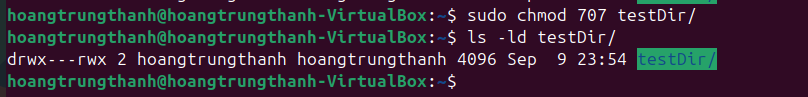 hoangtrungthanh@hoangtrungthanh-VirtualBox:~$ sudo chmod 707 testDir/
hoangtrungthanh@hoangtrungthanh-VirtualBox:~$ ls -ld testDir/
drwx---rwx 2 hoangtrungthanh hoangtrungthanh 4096 Sep  9 23:54 testDir/
hoangtrungthanh@hoangtrungthanh-VirtualBox:~$